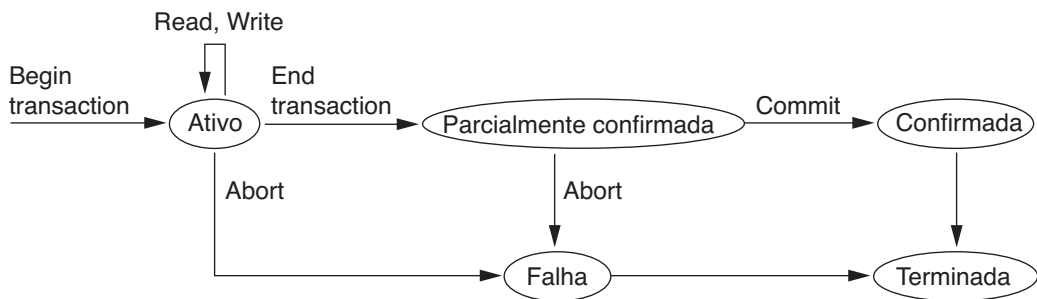 Read, Write
Begin
transaction
End
transaction
Ativo
Parcialmente confirmada
Commit
Confirmada
Abort
Abort
Falha
Terminada